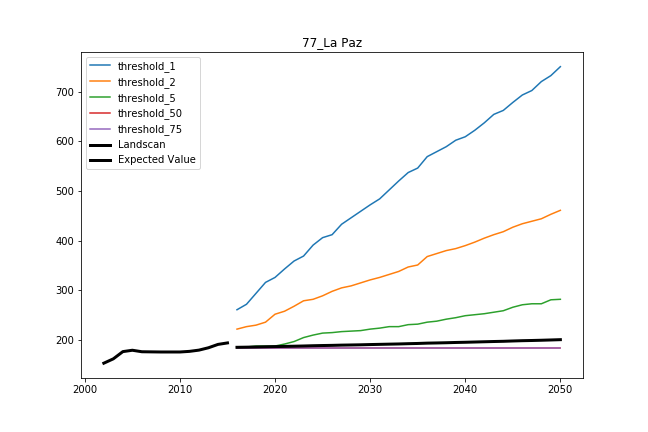 77_La Paz
threshold_1
threshold_2
threshold_5
threshold_50
threshold_75
Landscan
Expected Value
700
600
500
400
300
200
2000 2010 2020 2030 2040 2050